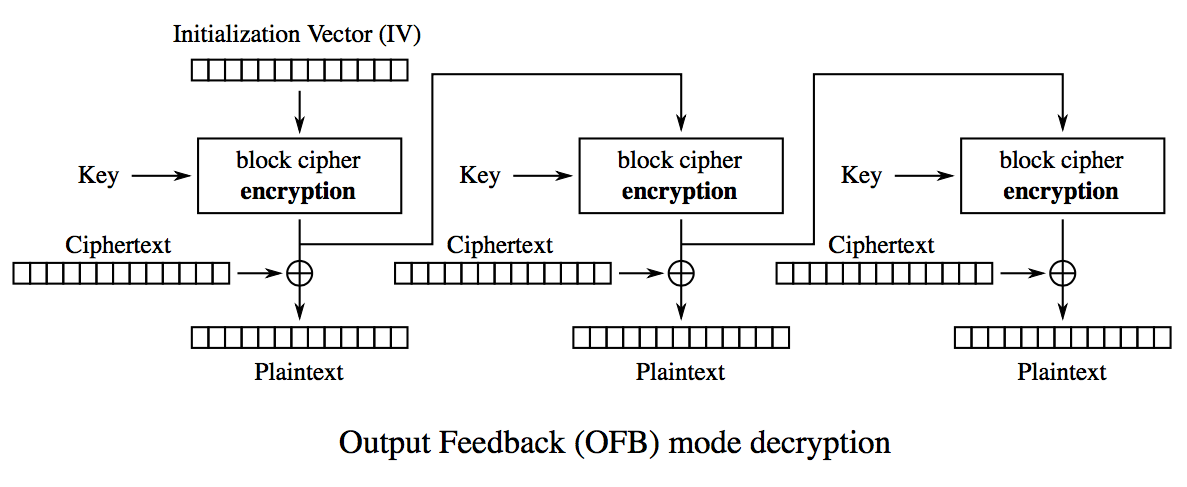 Initialization Vector (IV)
Key
block cipher
encryption
Key
block cipher
encryption
Key
block cipher
encryption
Ciphertext
Ciphertext
Ciphertext
Plaintext
Plaintext
Plaintext
Output Feedback (OFB) mode decryption